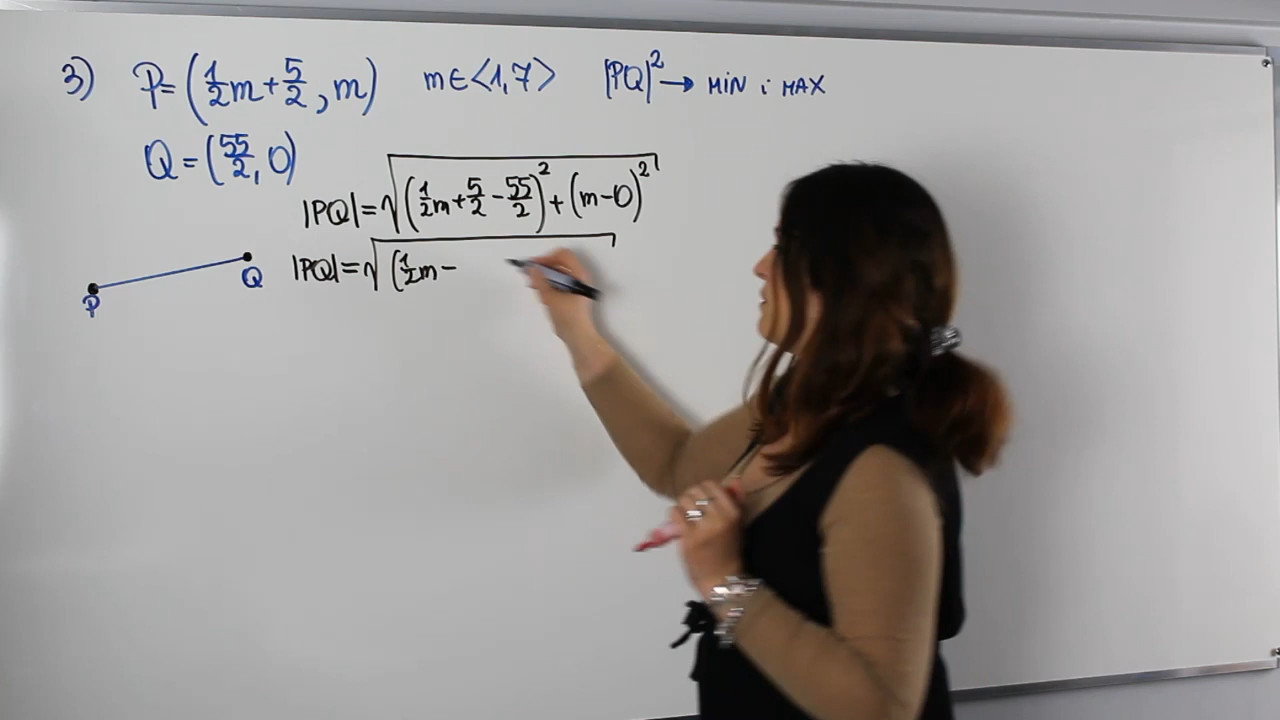 3) P=(1/2m+5/2, m) m∈<1,7> |PQ|²→ MIN i MAX
Q=(55/2, 0)
|PQ|=√((1/2m+5/2-55/2)²+(m-0)²)
|PQ|=√(1/2m-
P
Q